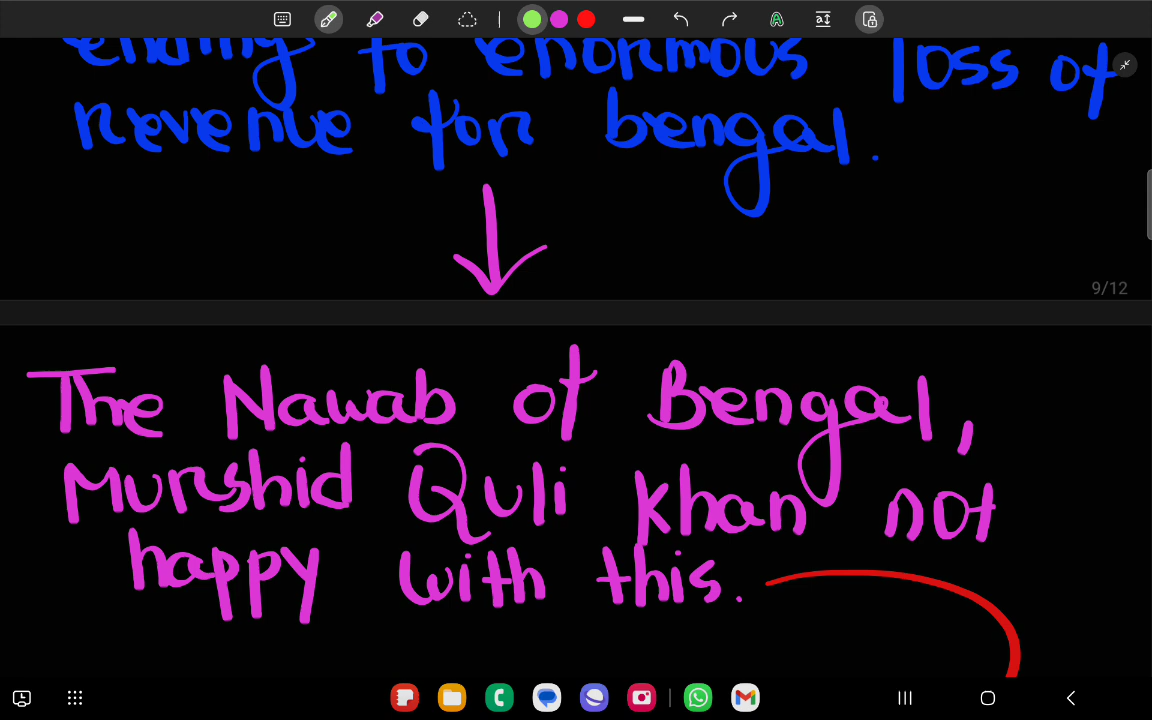 ending to enormous loss of
revenue for bengal.
9/12
The Nawab of Bengal,
Murshid Quli Khan not
happy with this.